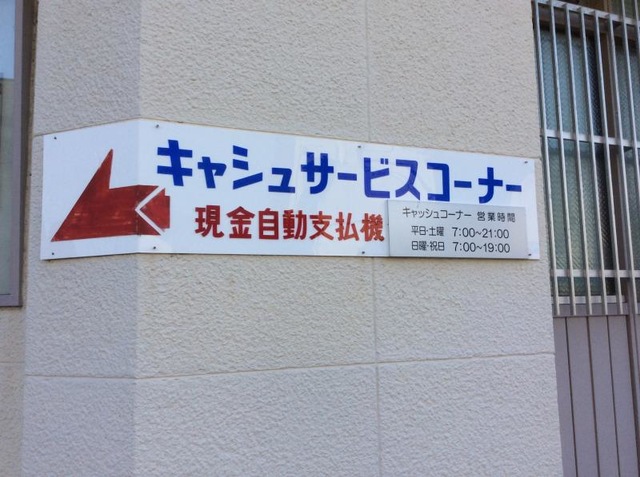 キャシュサービスコーナー
現金自動支払機
キャッシュコーナー 営業時間
平日・土曜 7:00~21:00
日曜・祝日 7:00~19:00